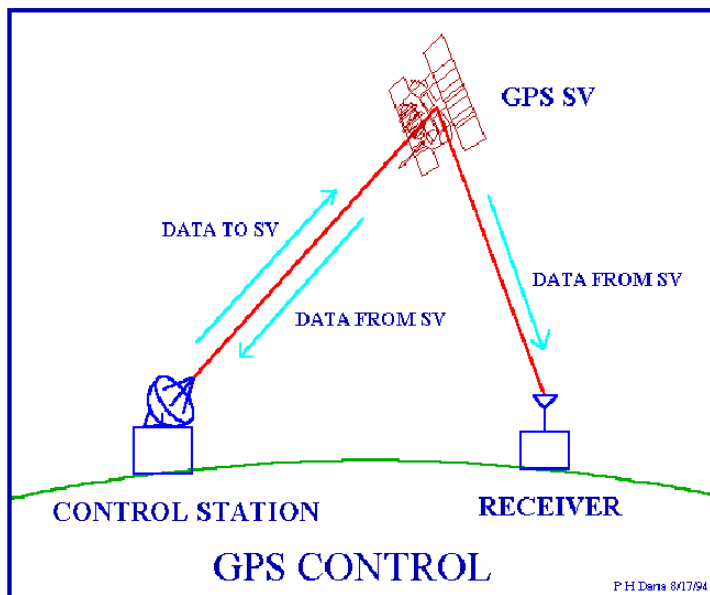 GPS SV
DATA TO SV
DATA FROM SV
DATA FROM SV
CONTROL STATION
RECEIVER
GPS CONTROL
P H Dana 8/17/94